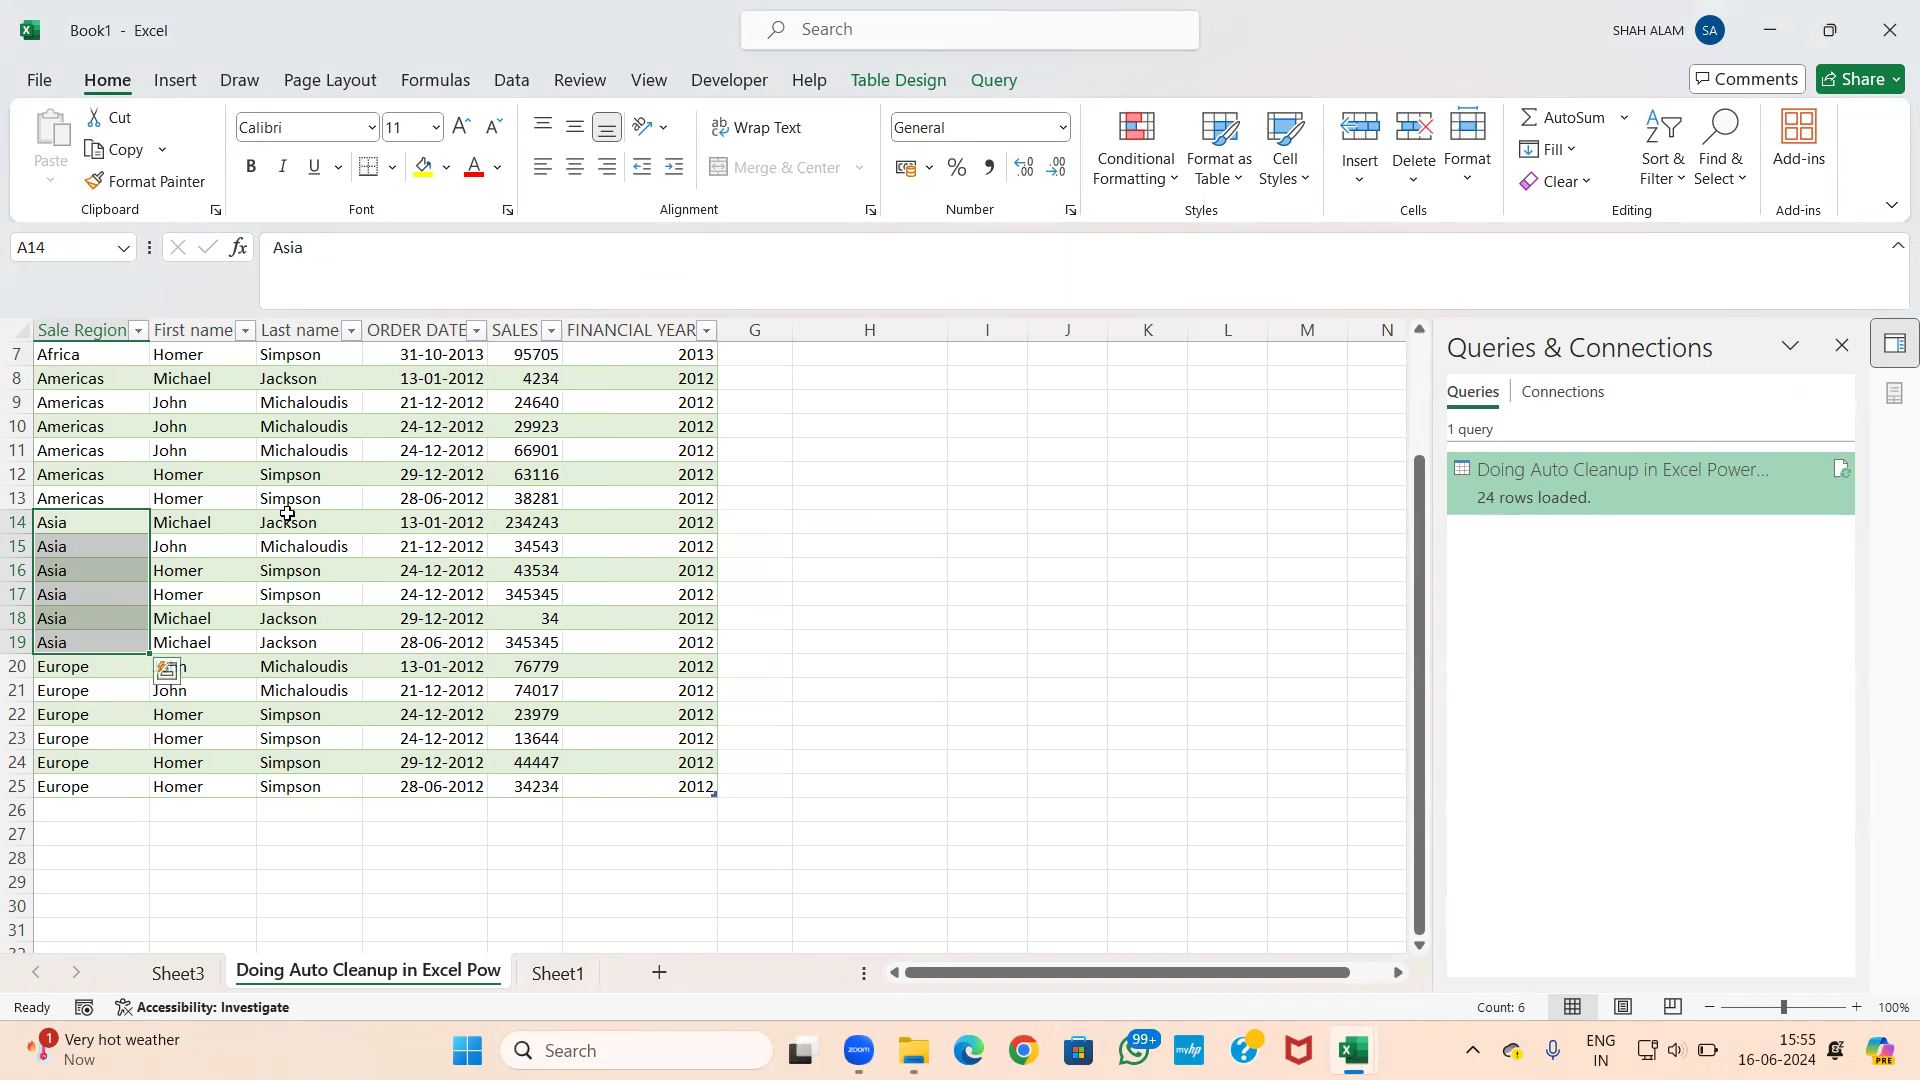 Book1 - Excel
Search
SHAH ALAM SA
File Home Insert Draw Page Layout Formulas Data Review View Developer Help Table Design Query
Comments Share
Paste
Cut
Copy
Format Painter
Clipboard
Calibri 11
B I U
Font
Wrap Text
Merge & Center
Alignment
General
Number
Conditional Formatting
Format as Table
Cell Styles
Styles
Insert Delete Format
Cells
AutoSum
Fill
Clear
Sort & Filter
Find & Select
Editing
Add-ins
Add-ins
A14 fx Asia
Sale Region First name Last name ORDER DATE SALES FINANCIAL YEAR G H I J K L M N
7 Africa Homer Simpson 31-10-2013 95705 2013
8 Americas Michael Jackson 13-01-2012 4234 2012
9 Americas John Michaloudis 21-12-2012 24640 2012
10 Americas John Michaloudis 24-12-2012 29923 2012
11 Americas John Michaloudis 24-12-2012 66901 2012
12 Americas Homer Simpson 29-12-2012 63116 2012
13 Americas Homer Simpson 28-06-2012 38281 2012
14 Asia Michael Jackson 13-01-2012 234243 2012
15 Asia John Michaloudis 21-12-2012 34543 2012
16 Asia Homer Simpson 24-12-2012 43534 2012
17 Asia Homer Simpson 24-12-2012 345345 2012
18 Asia Michael Jackson 29-12-2012 34 2012
19 Asia Michael Jackson 28-06-2012 345345 2012
20 Europe Michaloudis 13-01-2012 76779 2012
21 Europe John Michaloudis 21-12-2012 74017 2012
22 Europe Homer Simpson 24-12-2012 23979 2012
23 Europe Homer Simpson 24-12-2012 13644 2012
24 Europe Homer Simpson 29-12-2012 44447 2012
25 Europe Homer Simpson 28-06-2012 34234 2012
26
27
28
29
30
31
Queries & Connections
Queries Connections
1 query
Doing Auto Cleanup in Excel Power...
24 rows loaded.
Sheet3 Doing Auto Cleanup in Excel Pow Sheet1
Ready Accessibility: Investigate Count: 6 100%
1 Very hot weather
Now
Search
zoom
99+
myhp
ENG
IN
15:55
16-06-2024
PRE